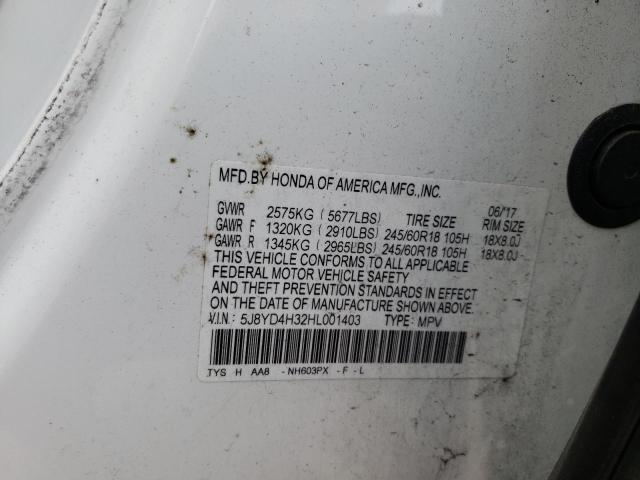 MFD.BY HONDA OF AMERICA MFG.,INC.
06/17
GVWR 2575KG (5677LBS) TIRE SIZE RIM SIZE
GAWR F 1320KG (2910LBS) 245/60R18 105H 18X8.0J
GAWR R 1345KG (2965LBS) 245/60R18 105H 18X8.0J
THIS VEHICLE CONFORMS TO ALL APPLICABLE
FEDERAL MOTOR VEHICLE SAFETY
AND THEFT PREVENTION STANDARDS IN EFFECT
ON THE DATE OF MANUFACTURE SHOWN ABOVE.
V.I.N.: 5J8YD4H32HL001403 TYPE: MPV
TYS H AA8 - NH603PX - F - L